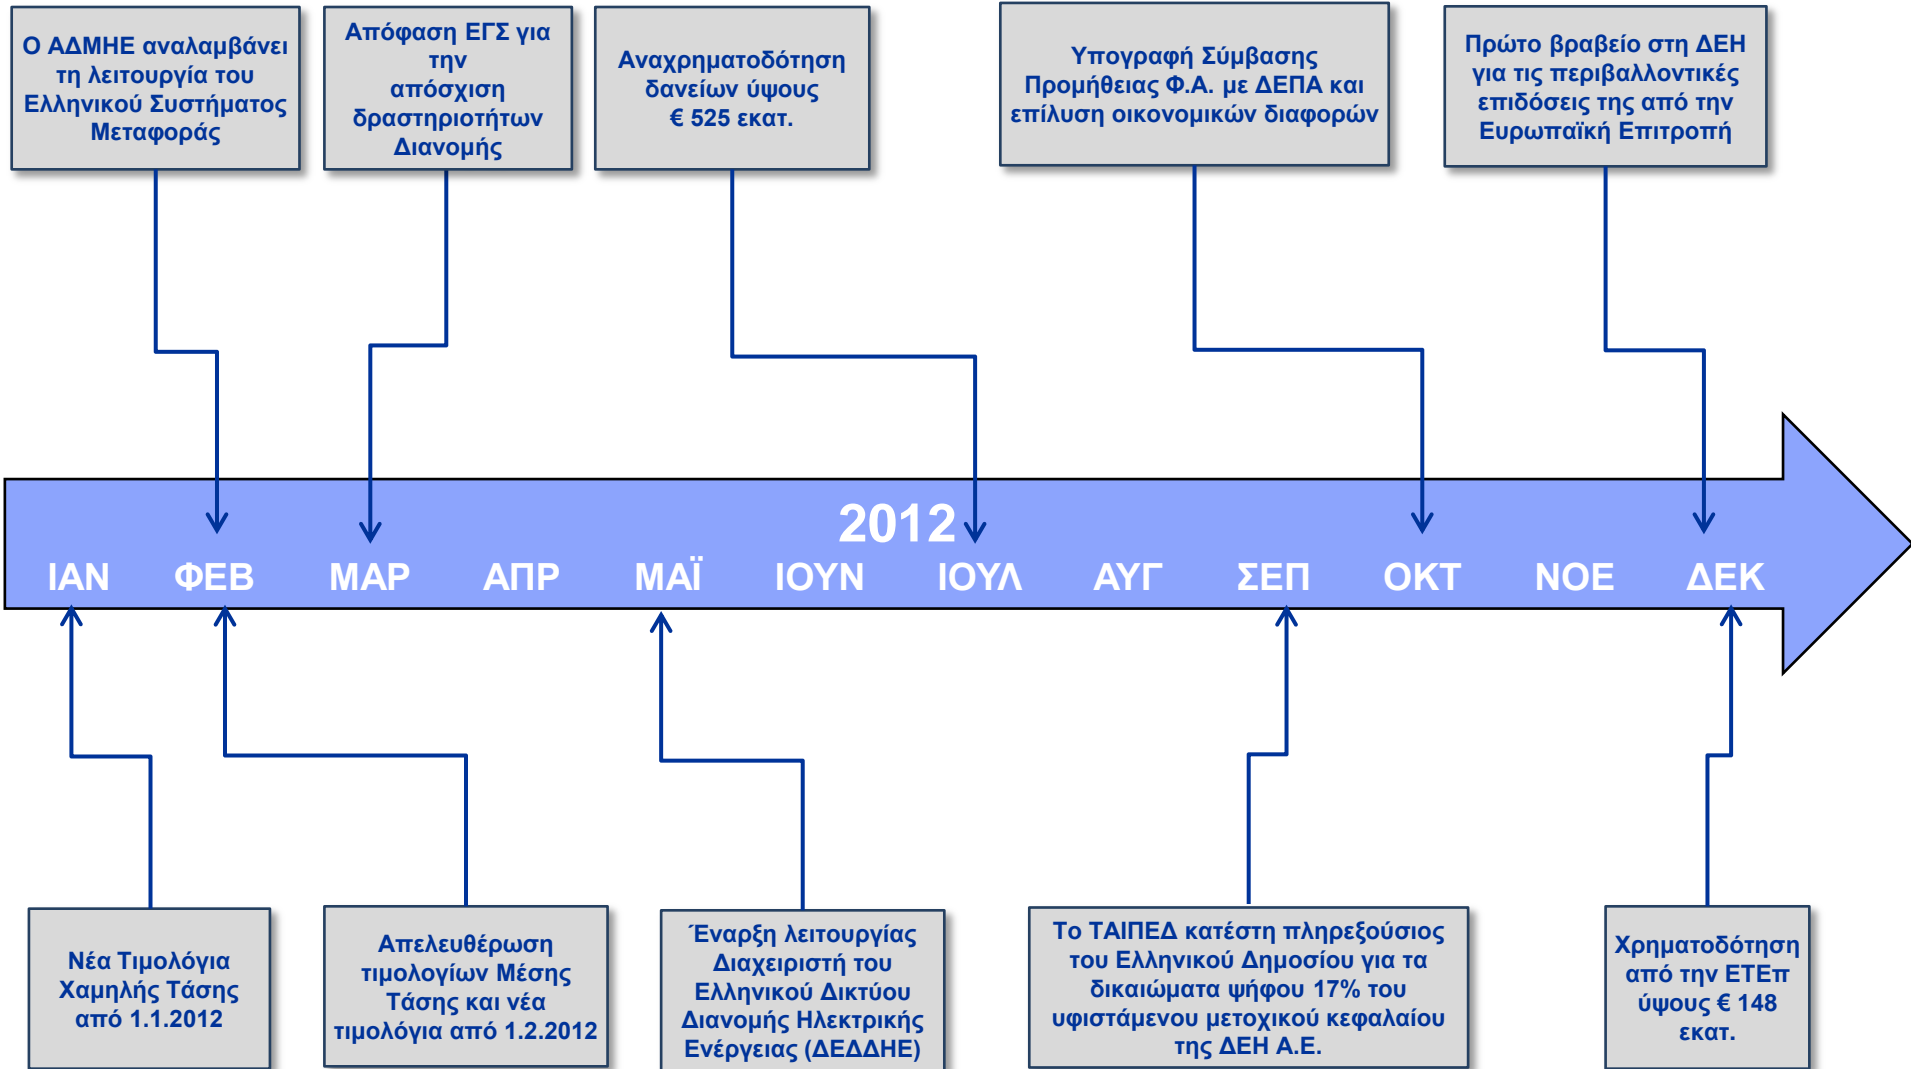 Ο ΑΔΜΗΕ αναλαμβάνει
τη λειτουργία του
Ελληνικού Συστήματος
Μεταφοράς
Απόφαση ΕΓΣ για
την
απόσχιση
δραστηριοτήτων
Διανομής
Αναχρηματοδότηση
δανείων ύψους
€ 525 εκατ.
Υπογραφή Σύμβασης
Προμήθειας Φ.Α. με ΔΕΠΑ και
επίλυση οικονομικών διαφορών
Πρώτο βραβείο στη ΔΕΗ
για τις περιβαλλοντικές
επιδόσεις της από την
Ευρωπαϊκή Επιτροπή
2012
ΙΑΝ ΦΕΒ ΜΑΡ ΑΠΡ ΜΑΪ ΙΟΥΝ ΙΟΥΛ ΑΥΓ ΣΕΠ ΟΚΤ ΝΟΕ ΔΕΚ
Νέα Τιμολόγια
Χαμηλής Τάσης
από 1.1.2012
Απελευθέρωση
τιμολογίων Μέσης
Τάσης και νέα
τιμολόγια από 1.2.2012
Έναρξη λειτουργίας
Διαχειριστή του
Ελληνικού Δικτύου
Διανομής Ηλεκτρικής
Ενέργειας (ΔΕΔΔΗΕ)
Το ΤΑΙΠΕΔ κατέστη πληρεξούσιος
του Ελληνικού Δημοσίου για τα
δικαιώματα ψήφου 17% του
υφιστάμενου μετοχικού κεφαλαίου
της ΔΕΗ Α.Ε.
Χρηματοδότηση
από την ΕΤΕπ
ύψους € 148
εκατ.